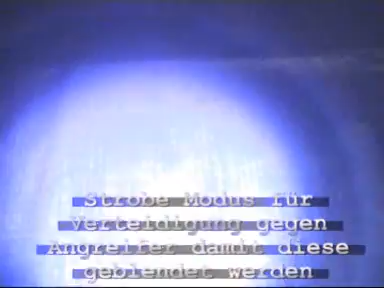 Strobe Modus für
Verteidigung gegen
Angreifer damit diese
geblendet werden